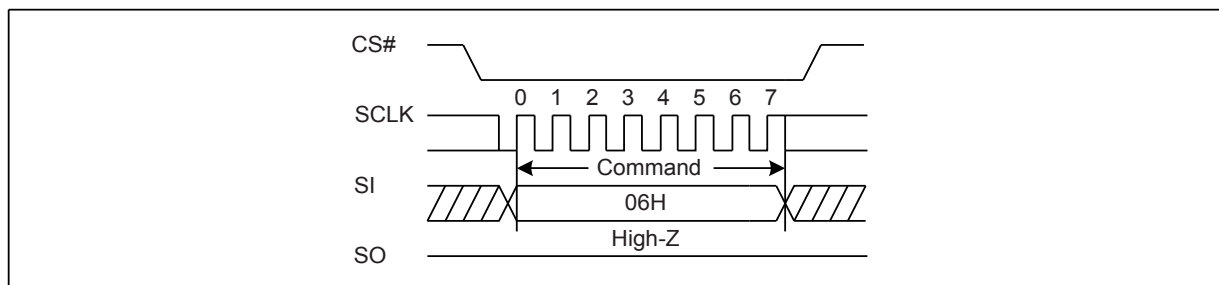 CS#
0 1 2 3 4 5 6 7
SCLK
Command
SI
06H
High-Z
SO